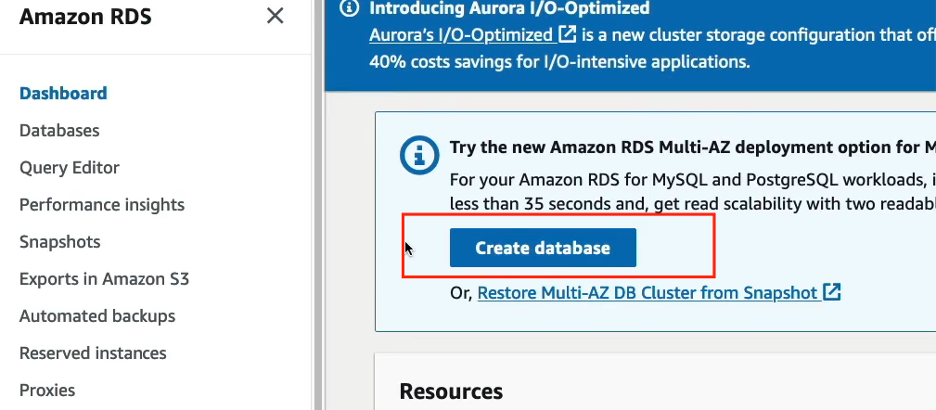 Amazon RDS
Dashboard
Databases
Query Editor
Performance insights
Snapshots
Exports in Amazon S3
Automated backups
Reserved instances
Proxies
Introducing Aurora I/O-Optimized
Aurora's I/O-Optimized is a new cluster storage configuration that of
40% costs savings for I/O-intensive applications.
Try the new Amazon RDS Multi-AZ deployment option for M
For your Amazon RDS for MySQL and PostgreSQL workloads, i
less than 35 seconds and, get read scalability with two readab
Create database
Or, Restore Multi-AZ DB Cluster from Snapshot
Resources